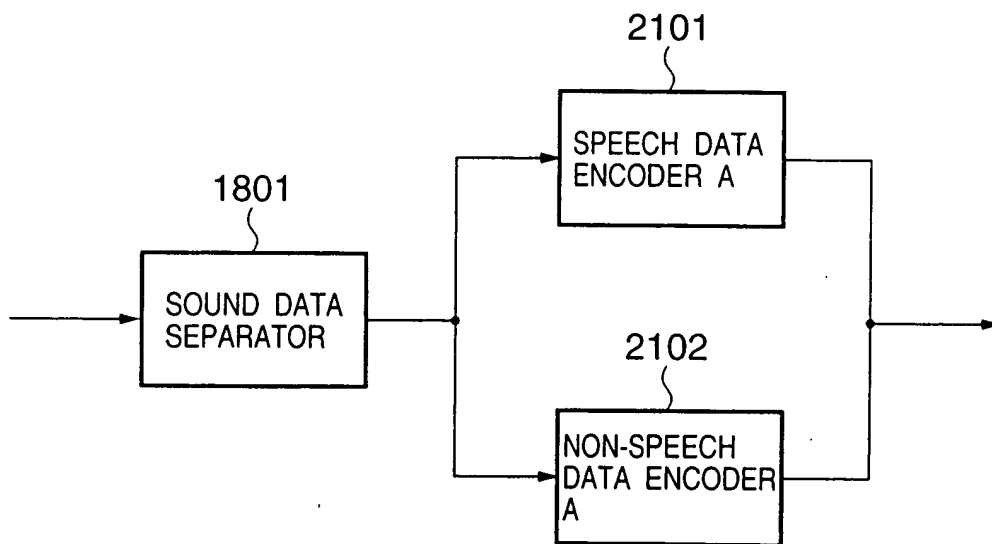 2101
SPEECH DATA
ENCODER A
1801
SOUND DATA
SEPARATOR
2102
NON-SPEECH
DATA ENCODER
A